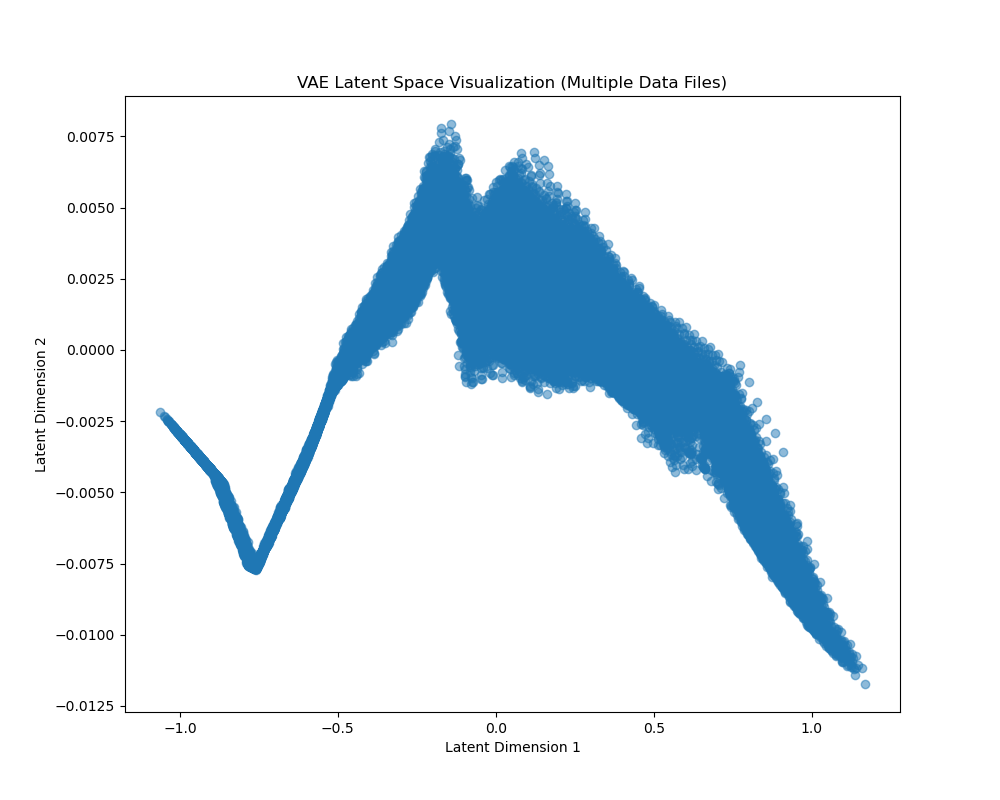 VAE Latent Space Visualization (Multiple Data Files)
0.0075
0.0050
0.0025
0.0000
−0.0025
−0.0050
−0.0075
−0.0100
−0.0125
Latent Dimension 2
−1.0 −0.5 0.0 0.5 1.0
Latent Dimension 1